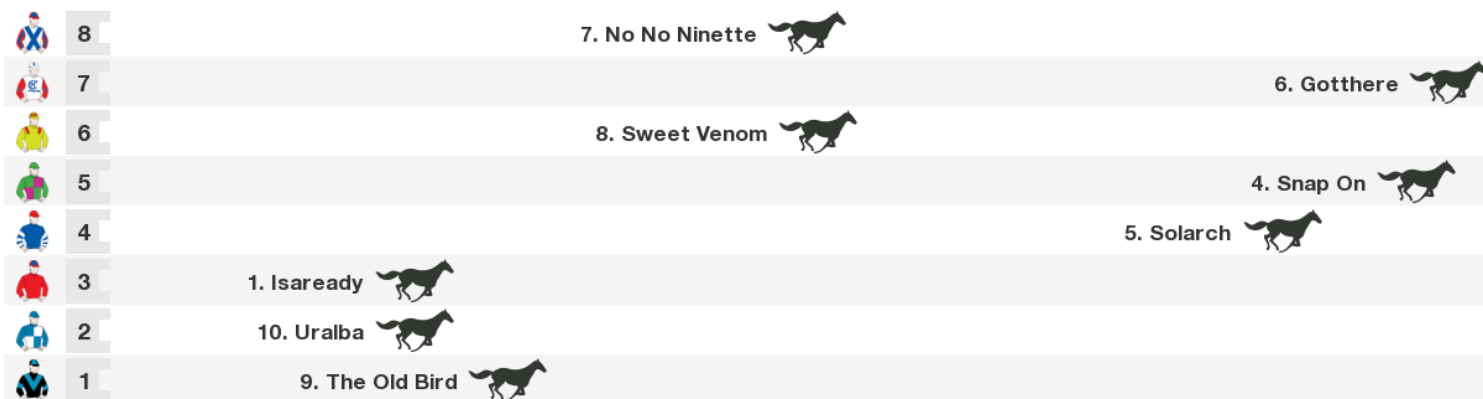 8 7. No No Ninette
7 6. Gotthere
6 8. Sweet Venom
5 4. Snap On
4 5. Solarch
3 1. Isaready
2 10. Uralba
1 9. The Old Bird